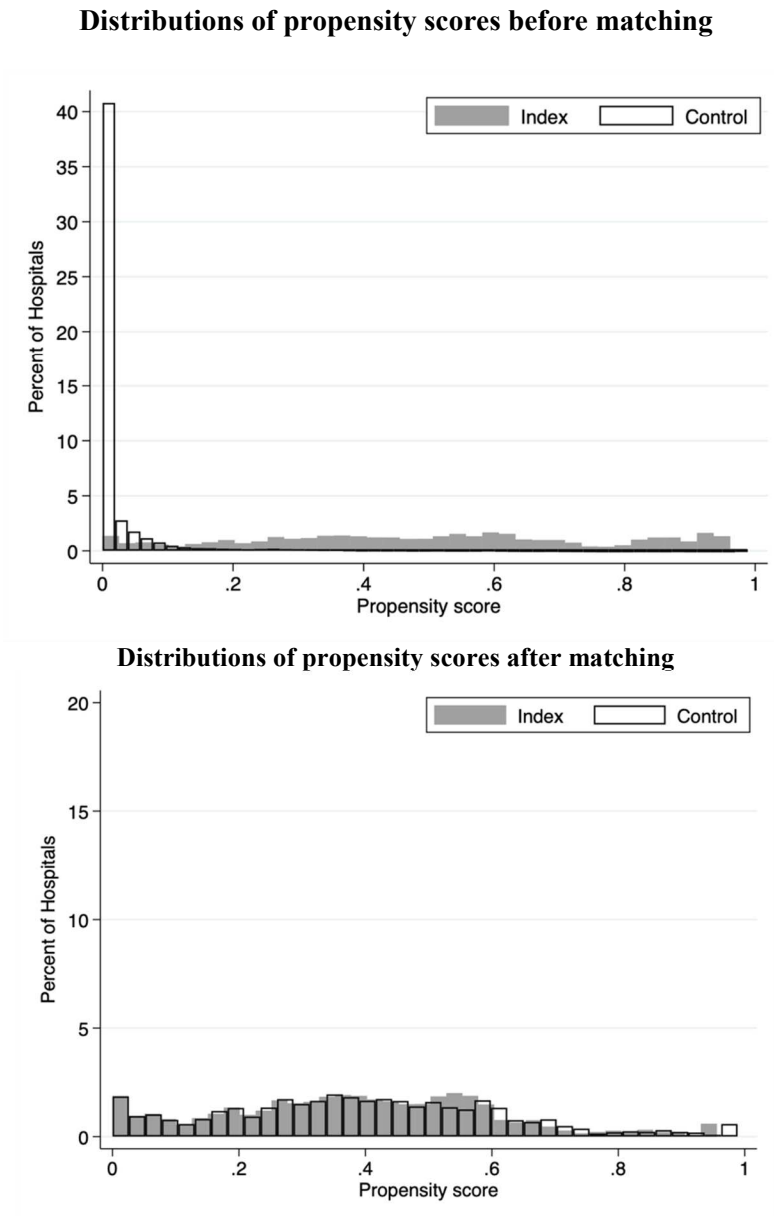 Distributions of propensity scores before matching
Index Control
Percent of Hospitals
40
35
30
25
20
15
10
5
0
0 .2 .4 .6 .8 1
Propensity score
Distributions of propensity scores after matching
Index Control
Percent of Hospitals
20
15
10
5
0
0 .2 .4 .6 .8 1
Propensity score